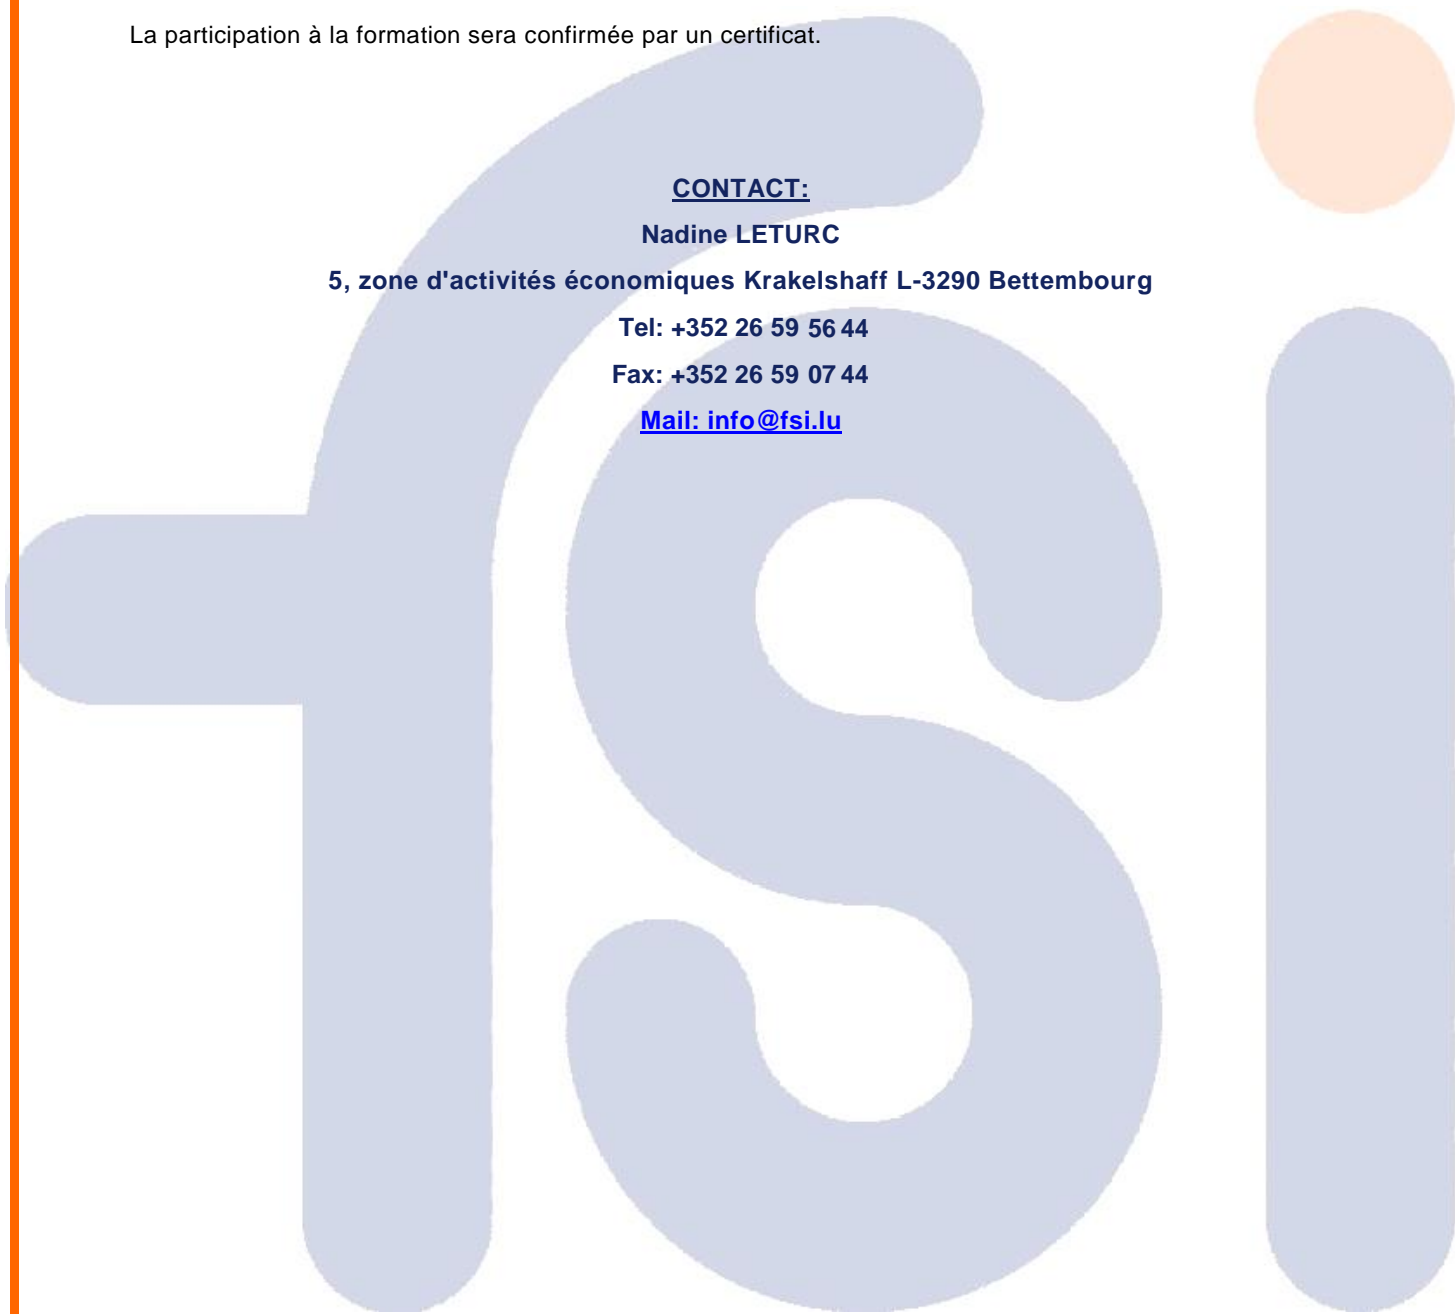 La participation à la formation sera confirmée par un certificat.
CONTACT:
Nadine LETURC
5, zone d'activités économiques Krakelshaff L-3290 Bettembourg
Tel: +352 26 59 56 44
Fax: +352 26 59 07 44
Mail: info@fsi.lu
fsi